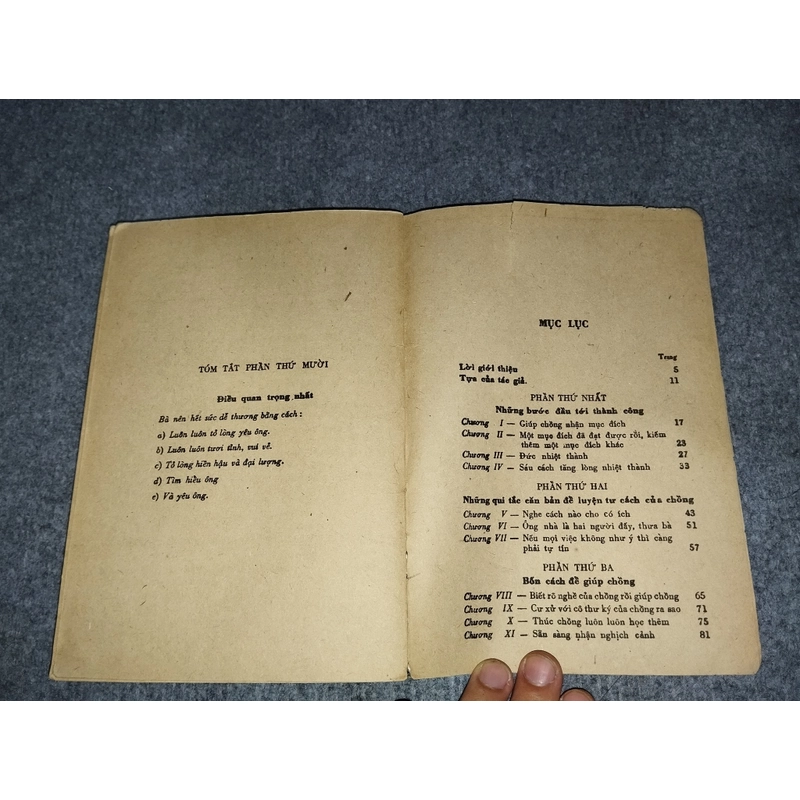 TÓM TẮT PHẦN THỨ MƯỜI
Điều quan trọng nhất
Bà nên hết sức dễ thương bằng cách :
a) Luôn luôn tỏ lòng yêu ông.
b) Luôn luôn tươi tỉnh, vui vẻ.
c) Tỏ lòng hiền hậu và đại lượng.
d) Tìm hiểu ông
e) Và yêu ông.
MỤC LỤC
Trang
Lời giới thiệu 5
Tựa của tác giả. 11
PHẦN THỨ NHẤT
Những bước đầu tới thành công
Chương I — Giúp chồng nhận mục đích 17
Chương II — Một mục đích đã đạt được rồi, kiếm
thêm một mục đích khác 23
Chương III — Đức nhiệt thành 27
Chương IV — Sáu cách tăng lòng nhiệt thành 33
PHẦN THỨ HAI
Những qui tắc căn bản để luyện tư cách của chồng
Chương V — Nghe cách nào cho có ích 43
Chương VI — Ông nhà là hai người đấy, thưa bà 51
Chương VII — Nếu mọi việc không như ý thì càng
phải tự tín 57
PHẦN THỨ BA
Bốn cách để giúp chồng
Chương VIII — Biết rõ nghề của chồng rồi giúp chồng 65
Chương IX — Cư xử với cô thư ký của chồng ra sao 71
Chương X — Thúc chồng luôn luôn học thêm 75
Chương XI — Sẵn sàng nhận nghịch cảnh 81